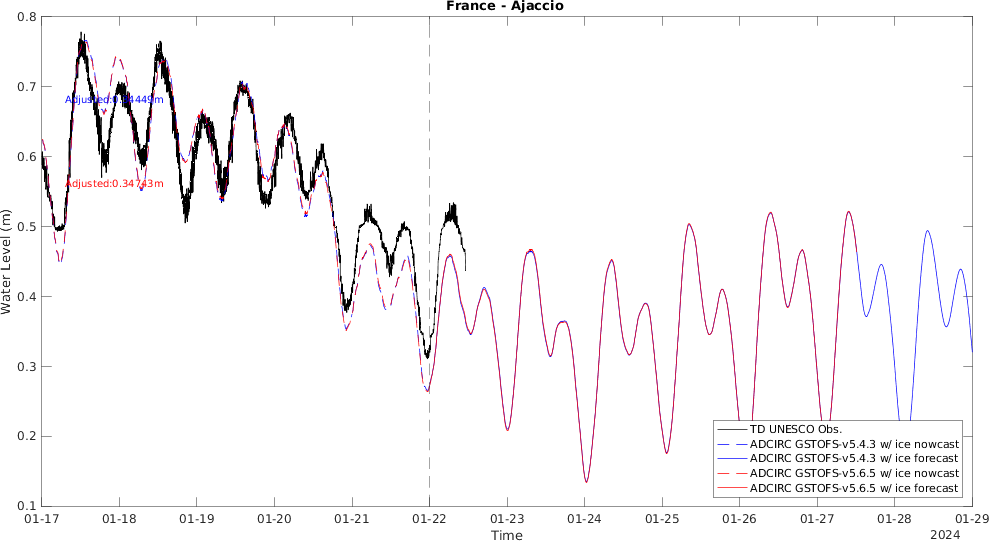 France - Ajaccio
0.8
0.7
0.6
0.5
0.4
0.3
0.2
0.1
Water Level (m)
Adjusted:0.34743m
TD UNESCO Obs.
ADCIRC GSTOFS-v5.4.3 w/ ice nowcast
ADCIRC GSTOFS-v5.4.3 w/ ice forecast
ADCIRC GSTOFS-v5.6.5 w/ ice nowcast
ADCIRC GSTOFS-v5.6.5 w/ ice forecast
01-17 01-18 01-19 01-20 01-21 01-22 01-23 01-24 01-25 01-26 01-27 01-28 01-29
Time
2024